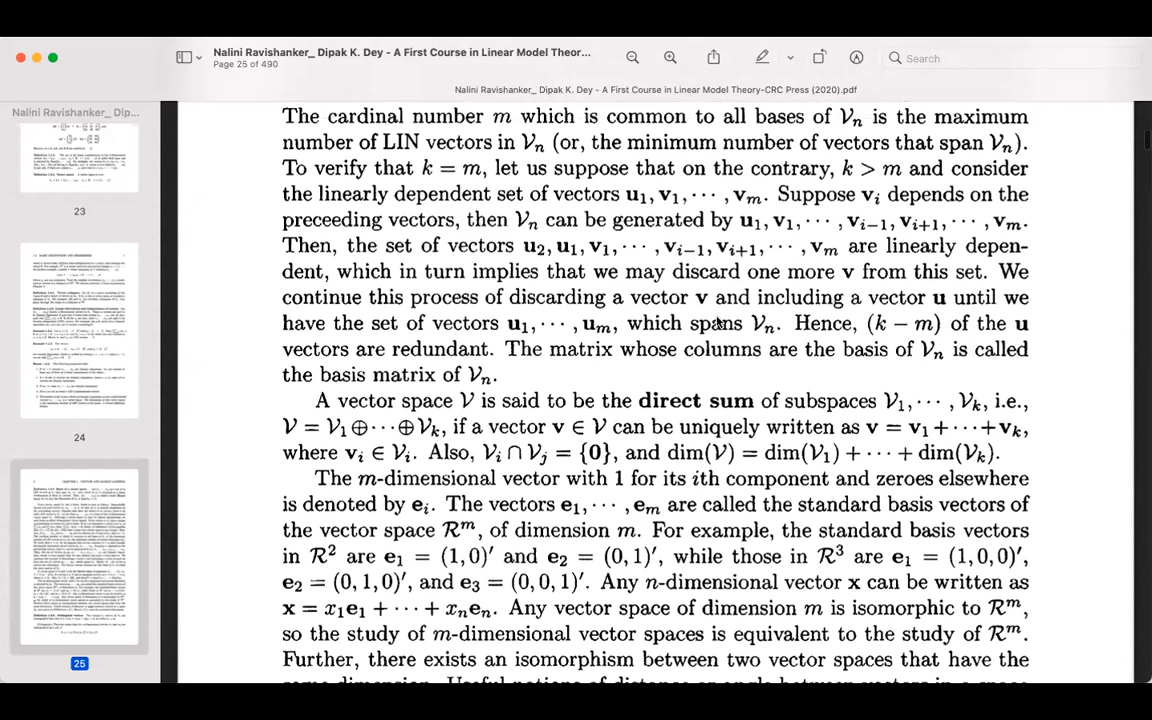 Nalini Ravishanker_ Dipak K. Dey - A First Course in Linear Model Theor...
Page 25 of 490
Search
Nalini Ravishanker_ Dipak K. Dey - A First Course in Linear Model Theory-CRC Press (2020).pdf
Nalini Ravishanker_ Dip...
23
24
25
The cardinal number m which is common to all bases of 𝒱ₙ is the maximum
number of LIN vectors in 𝒱ₙ (or, the minimum number of vectors that span 𝒱ₙ).
To verify that k = m, let us suppose that on the contrary, k > m and consider
the linearly dependent set of vectors u₁, v₁, ··· , vₘ. Suppose vᵢ depends on the
preceeding vectors, then 𝒱ₙ can be generated by u₁, v₁, ··· , vᵢ₋₁, vᵢ₊₁, ··· , vₘ.
Then, the set of vectors u₂, u₁, v₁, ··· , vᵢ₋₁, vᵢ₊₁, ··· , vₘ are linearly depen-
dent, which in turn implies that we may discard one more v from this set. We
continue this process of discarding a vector v and including a vector u until we
have the set of vectors u₁, ··· , uₘ, which spans 𝒱ₙ. Hence, (k − m) of the u
vectors are redundant. The matrix whose columns are the basis of 𝒱ₙ is called
the basis matrix of 𝒱ₙ.
A vector space 𝒱 is said to be the direct sum of subspaces 𝒱₁, ··· , 𝒱ₖ, i.e.,
𝒱 = 𝒱₁⊕···⊕𝒱ₖ, if a vector v ∈ 𝒱 can be uniquely written as v = v₁+···+vₖ,
where vᵢ ∈ 𝒱ᵢ. Also, 𝒱ᵢ ∩ 𝒱ⱼ = {0}, and dim(𝒱) = dim(𝒱₁) + ··· + dim(𝒱ₖ).
The m-dimensional vector with 1 for its ith component and zeroes elsewhere
is denoted by eᵢ. The vectors e₁, ··· , eₘ are called the standard basis vectors of
the vector space ℛᵐ, of dimension m. For example, the standard basis vectors
in ℛ² are e₁ = (1, 0)′ and e₂ = (0, 1)′, while those in ℛ³ are e₁ = (1, 0, 0)′,
e₂ = (0, 1, 0)′, and e₃ = (0, 0, 1)′. Any n-dimensional vector x can be written as
x = x₁e₁ + ··· + xₙeₙ. Any vector space of dimension m is isomorphic to ℛᵐ,
so the study of m-dimensional vector spaces is equivalent to the study of ℛᵐ.
Further, there exists an isomorphism between two vector spaces that have the